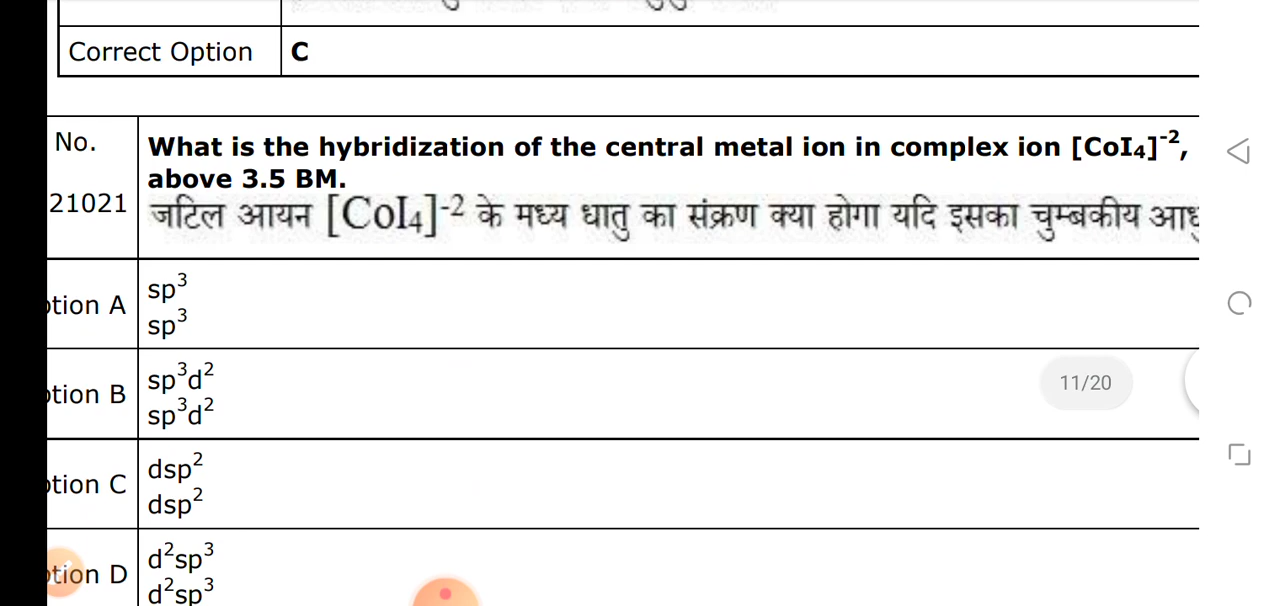 Correct Option C
No. What is the hybridization of the central metal ion in complex ion [CoI₄]⁻²,
above 3.5 BM.
21021 जटिल आयन [CoI₄]⁻² के मध्य धातु का संक्रण क्या होगा यदि इसका चुम्बकीय
sp³
tion A
sp³
sp³d²
tion B
sp³d²
11/20
dsp²
tion C
dsp²
d²sp³
tion D
d²sp³